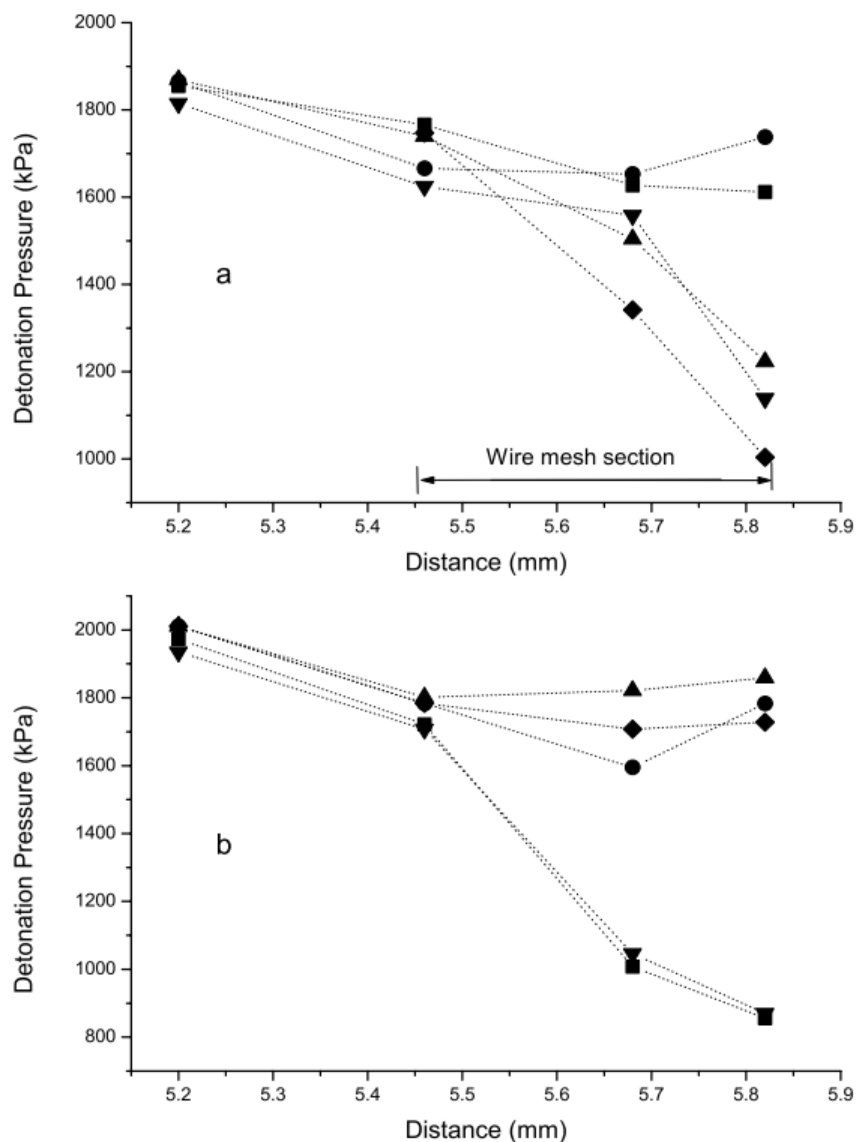 2000
1800
1600
1400
1200
1000
Detonation Pressure (kPa)
a
Wire mesh section
5.2 5.3 5.4 5.5 5.6 5.7 5.8 5.9
Distance (mm)
2000
1800
1600
1400
1200
1000
800
Detonation Pressure (kPa)
b
5.2 5.3 5.4 5.5 5.6 5.7 5.8 5.9
Distance (mm)